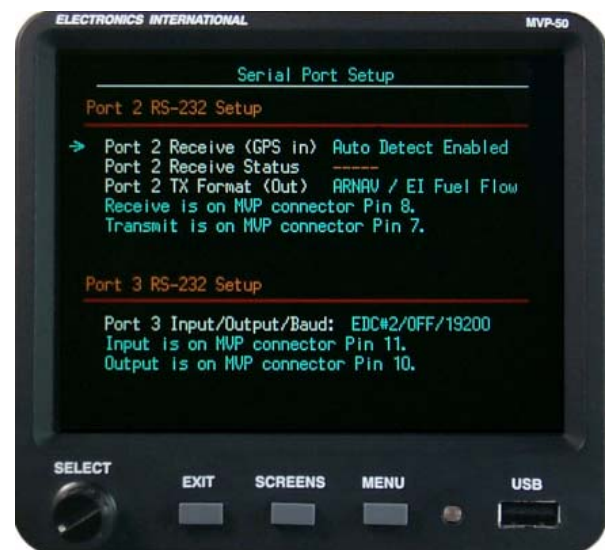 ELECTRONICS INTERNATIONAL MVP-50
Serial Port Setup
Port 2 RS-232 Setup
Port 2 Receive (GPS in) Auto Detect Enabled
Port 2 Receive Status -----
Port 2 TX Format (Out) ARNAV / EI Fuel Flow
Receive is on MVP connector Pin 8.
Transmit is on MVP connector Pin 7.
Port 3 RS-232 Setup
Port 3 Input/Output/Baud: EDC#2/OFF/19200
Input is on MVP connector Pin 11.
Output is on MVP connector Pin 10.
SELECT EXIT SCREENS MENU USB